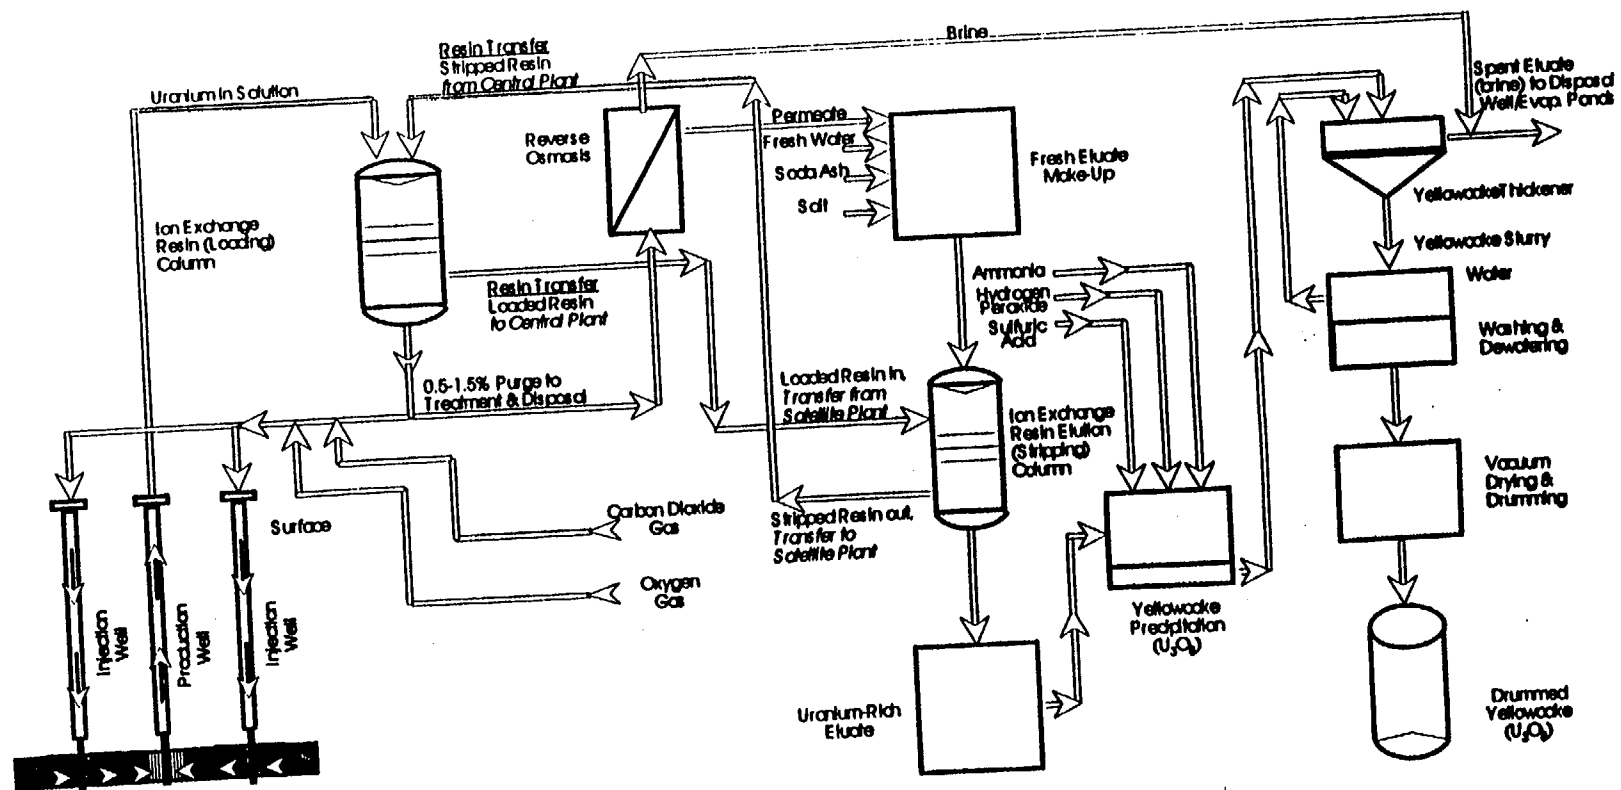 Brine
Resin Transfer
Stripped Resin
from Central Plant
Uranium in Solution
Spent Eluate
(brine) to Disposal
Well/Evap. Ponds
Permeate
Fresh Water
Soda Ash
Salt
Reverse
Osmosis
Fresh Eluate
Make-Up
Yellowcake Thickener
Yellowcake Slurry
Water
Ion Exchange
Resin (Loading)
Column
Resin Transfer
Loaded Resin
to Central Plant
Ammonia
Hydrogen
Peroxide
Sulfuric
Acid
Washing &
Dewatering
0.5-1.5% Purge to
Treatment & Disposal
Loaded Resin in,
Transfer from
Satellite Plant
Ion Exchange
Resin Elution
(Stripping)
Column
Vacuum
Drying &
Drumming
Surface
Carbon Dioxide
Gas
Stripped Resin out,
Transfer to
Satellite Plant
Oxygen
Gas
Injection
Well
Production
Well
Injection
Well
Yellowcake
Precipitation
(U3O8)
Uranium-Rich
Eluate
Drummed
Yellowcake
(U3O8)